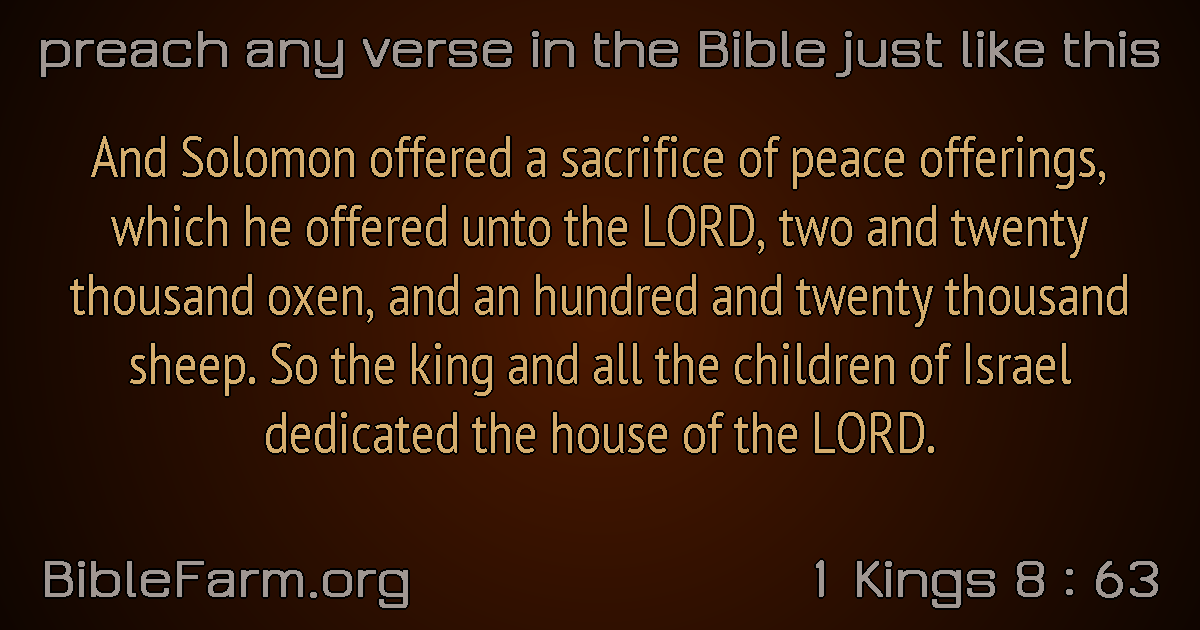 preach any verse in the Bible just like this
And Solomon offered a sacrifice of peace offerings,
which he offered unto the LORD, two and twenty
thousand oxen, and an hundred and twenty thousand
sheep. So the king and all the children of Israel
dedicated the house of the LORD.
BibleFarm.org
1 Kings 8 : 63